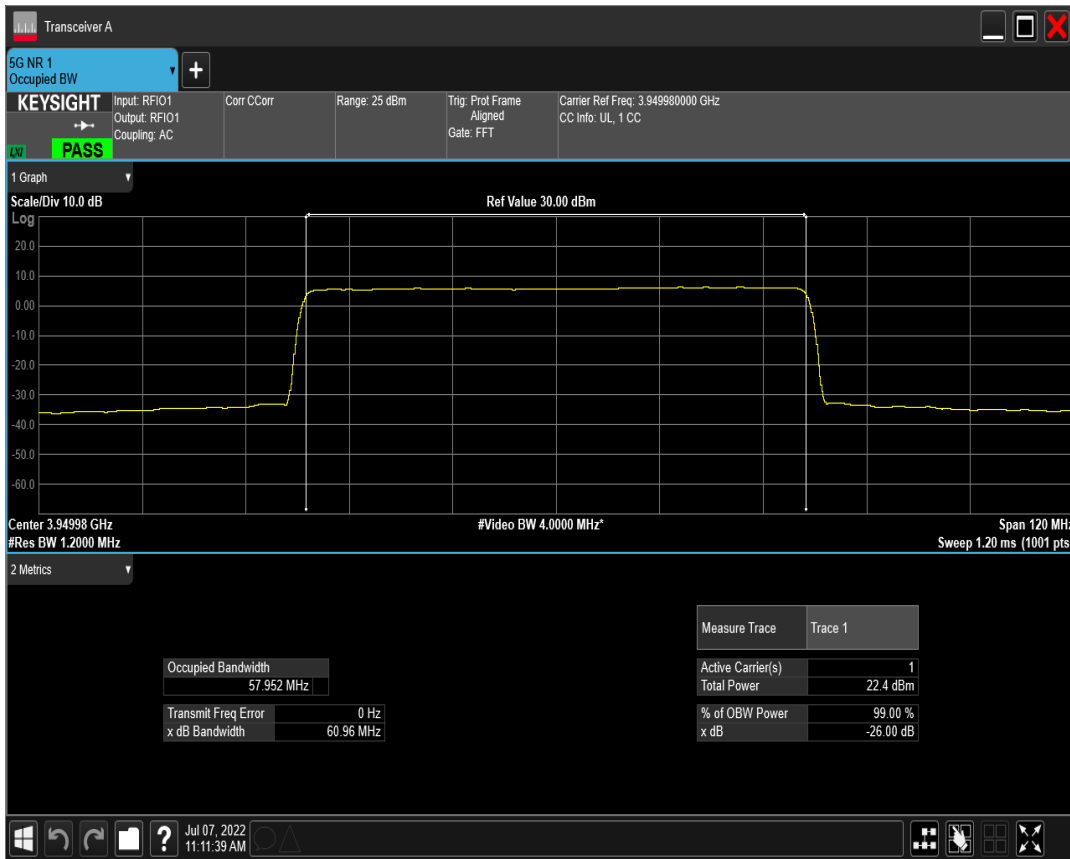 Transceiver A
5G NR 1
Occupied BW
KEYSIGHT
LXI
PASS
Input: RFIO1
Output: RFIO1
Coupling: AC
Corr CCorr
Range: 25 dBm
Trig: Prot Frame
Aligned
Gate: FFT
Carrier Ref Freq: 3.949980000 GHz
CC Info: UL, 1 CC
1 Graph
Scale/Div 10.0 dB
Ref Value 30.00 dBm
Log
20.0
10.0
0.00
-10.0
-20.0
-30.0
-40.0
-50.0
-60.0
Center 3.94998 GHz
#Video BW 4.0000 MHz*
Span 120 MHz
#Res BW 1.2000 MHz
Sweep 1.20 ms (1001 pts
2 Metrics
Measure Trace Trace 1
Occupied Bandwidth
57.952 MHz
Active Carrier(s) 1
Total Power 22.4 dBm
Transmit Freq Error 0 Hz
x dB Bandwidth 60.96 MHz
% of OBW Power 99.00 %
x dB -26.00 dB
?
Jul 07, 2022
11:11:39 AM